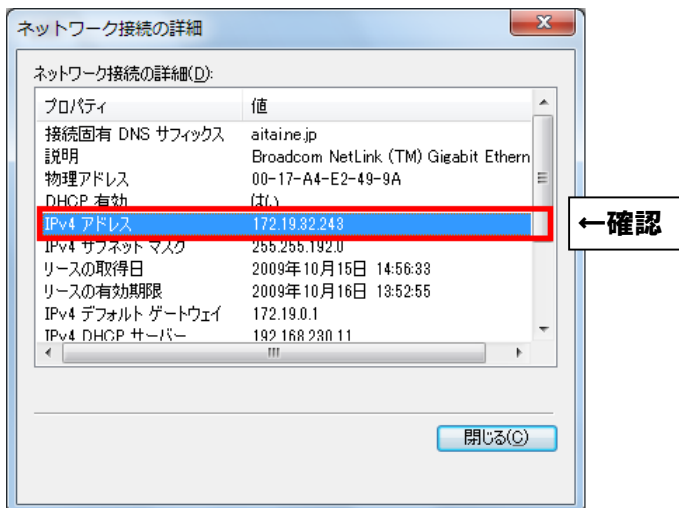 ネットワーク接続の詳細
ネットワーク接続の詳細(D):
プロパティ 値
接続固有 DNS サフィックス aitai.ne.jp
説明 Broadcom NetLink (TM) Gigabit Ethern
物理アドレス 00-17-A4-E2-49-9A
DHCP 有効 はい
IPv4 アドレス 172.19.32.243
←確認
IPv4 サブネット マスク 255.255.192.0
リースの取得日 2009年10月15日 14:56:33
リースの有効期限 2009年10月16日 13:52:55
IPv4 デフォルト ゲートウェイ 172.19.0.1
IPv4 DHCP サーバー 192.168.230.11
閉じる(C)